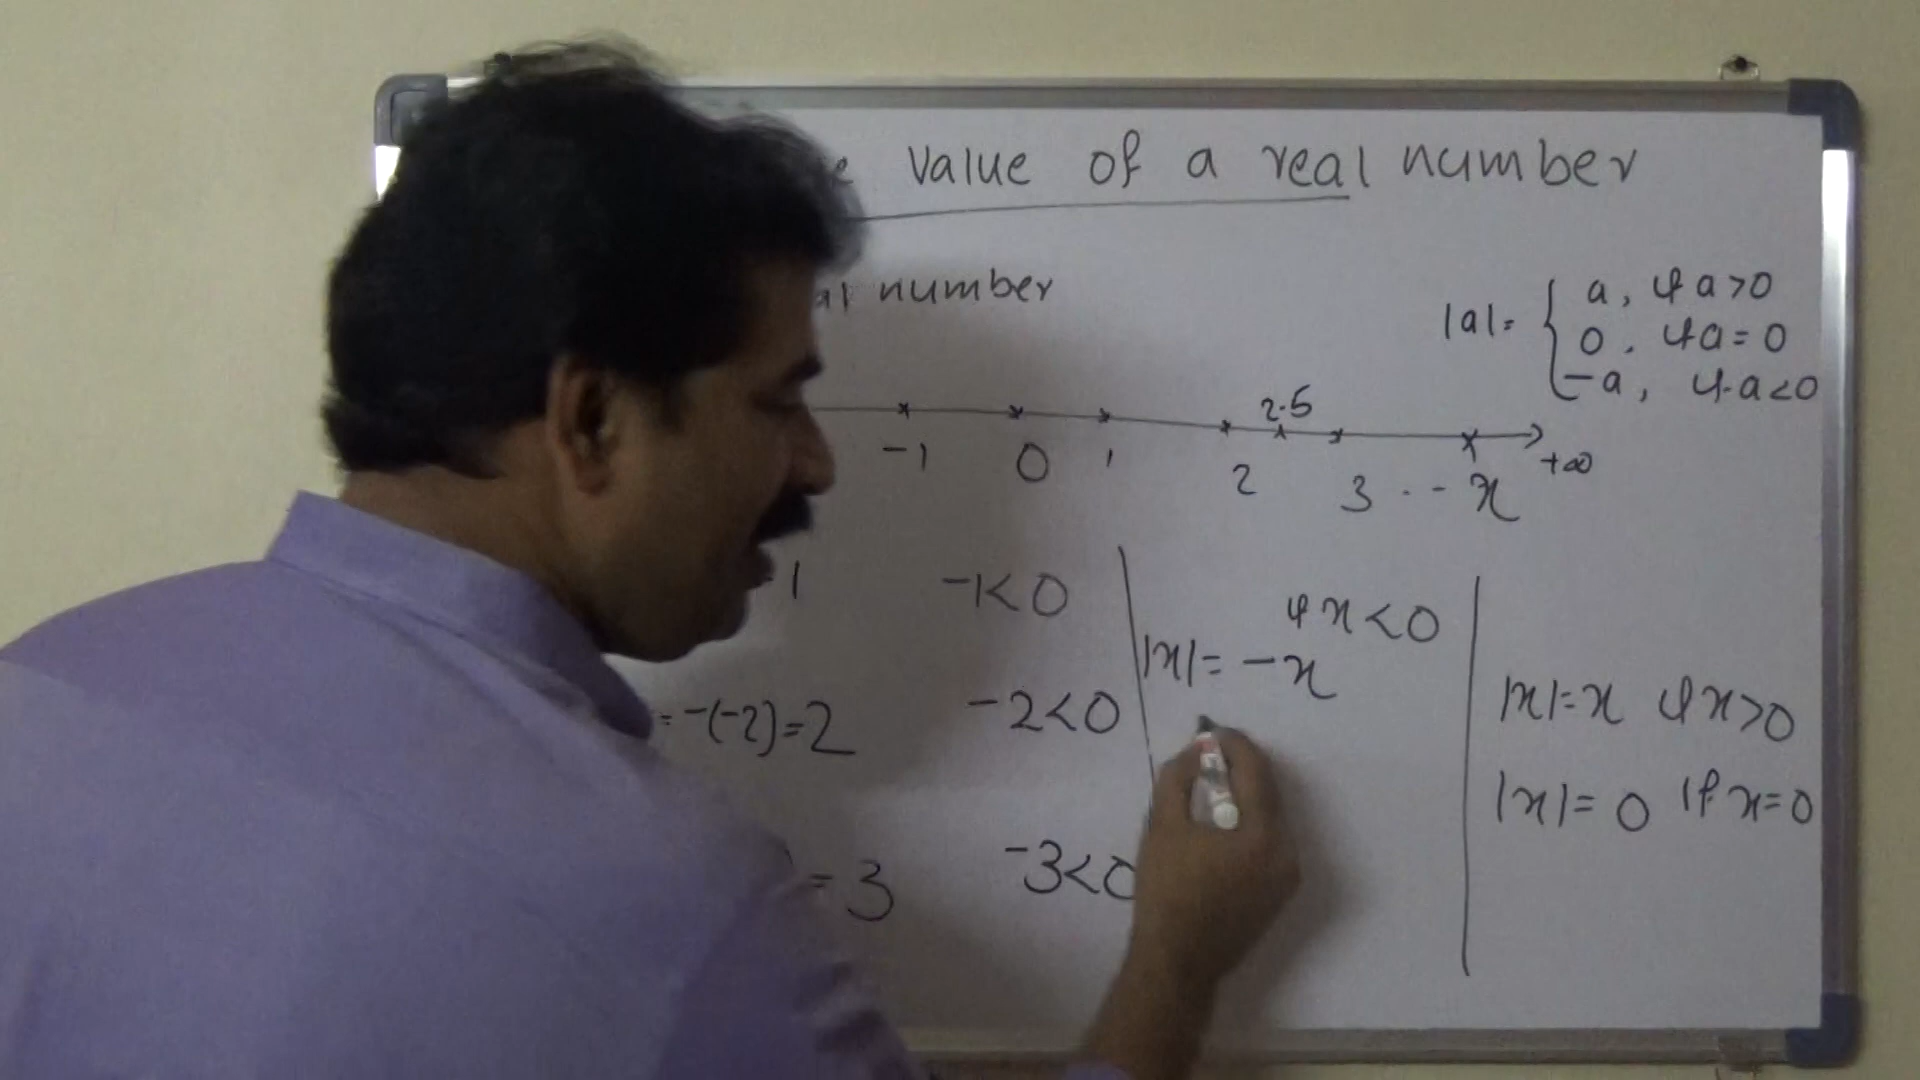 value of a real number
number
|a| = { a, if a>0
0, if a=0
-a, if a<0
2.5
-1 0 1 2 3 .- x +∞
1 -1<0
if x<0
|x| = -x
= -(-2)=2 -2<0
|x|=x if x>0
|x|= 0 if x=0
= 3 -3<0